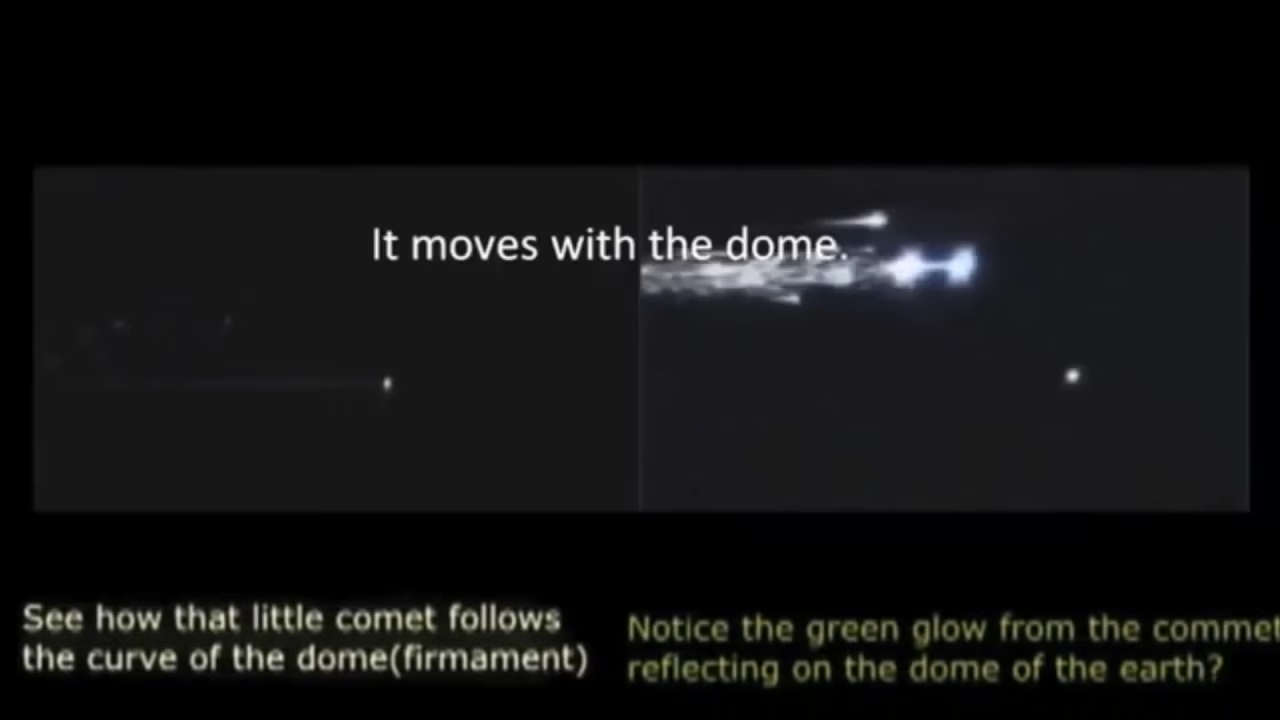 It moves with the dome.
See how that little comet follows
the curve of the dome(firmament)
Notice the green glow from the commet
reflecting on the dome of the earth?